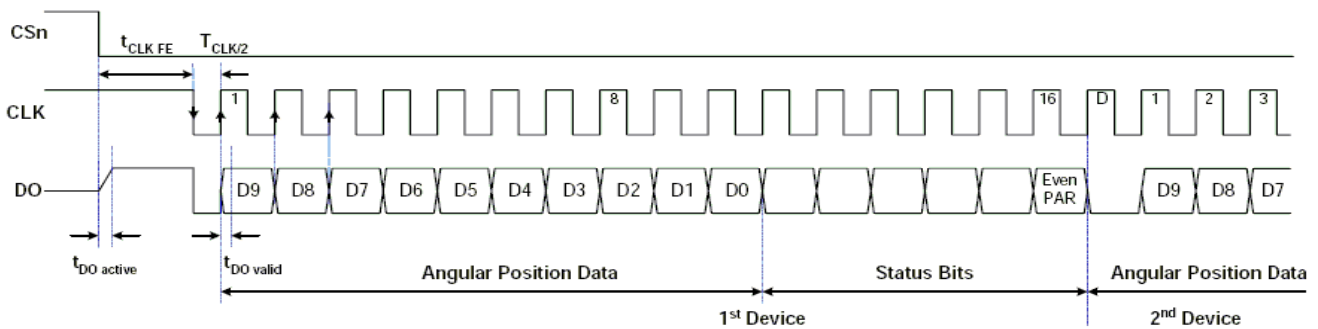 CSn
tCLK FE TCLK/2
CLK 1 8 16 D 1 2 3
DO D9 D8 D7 D6 D5 D4 D3 D2 D1 D0 Even PAR D9 D8 D7
tDO active tDO valid Angular Position Data Status Bits Angular Position Data
1st Device 2nd Device